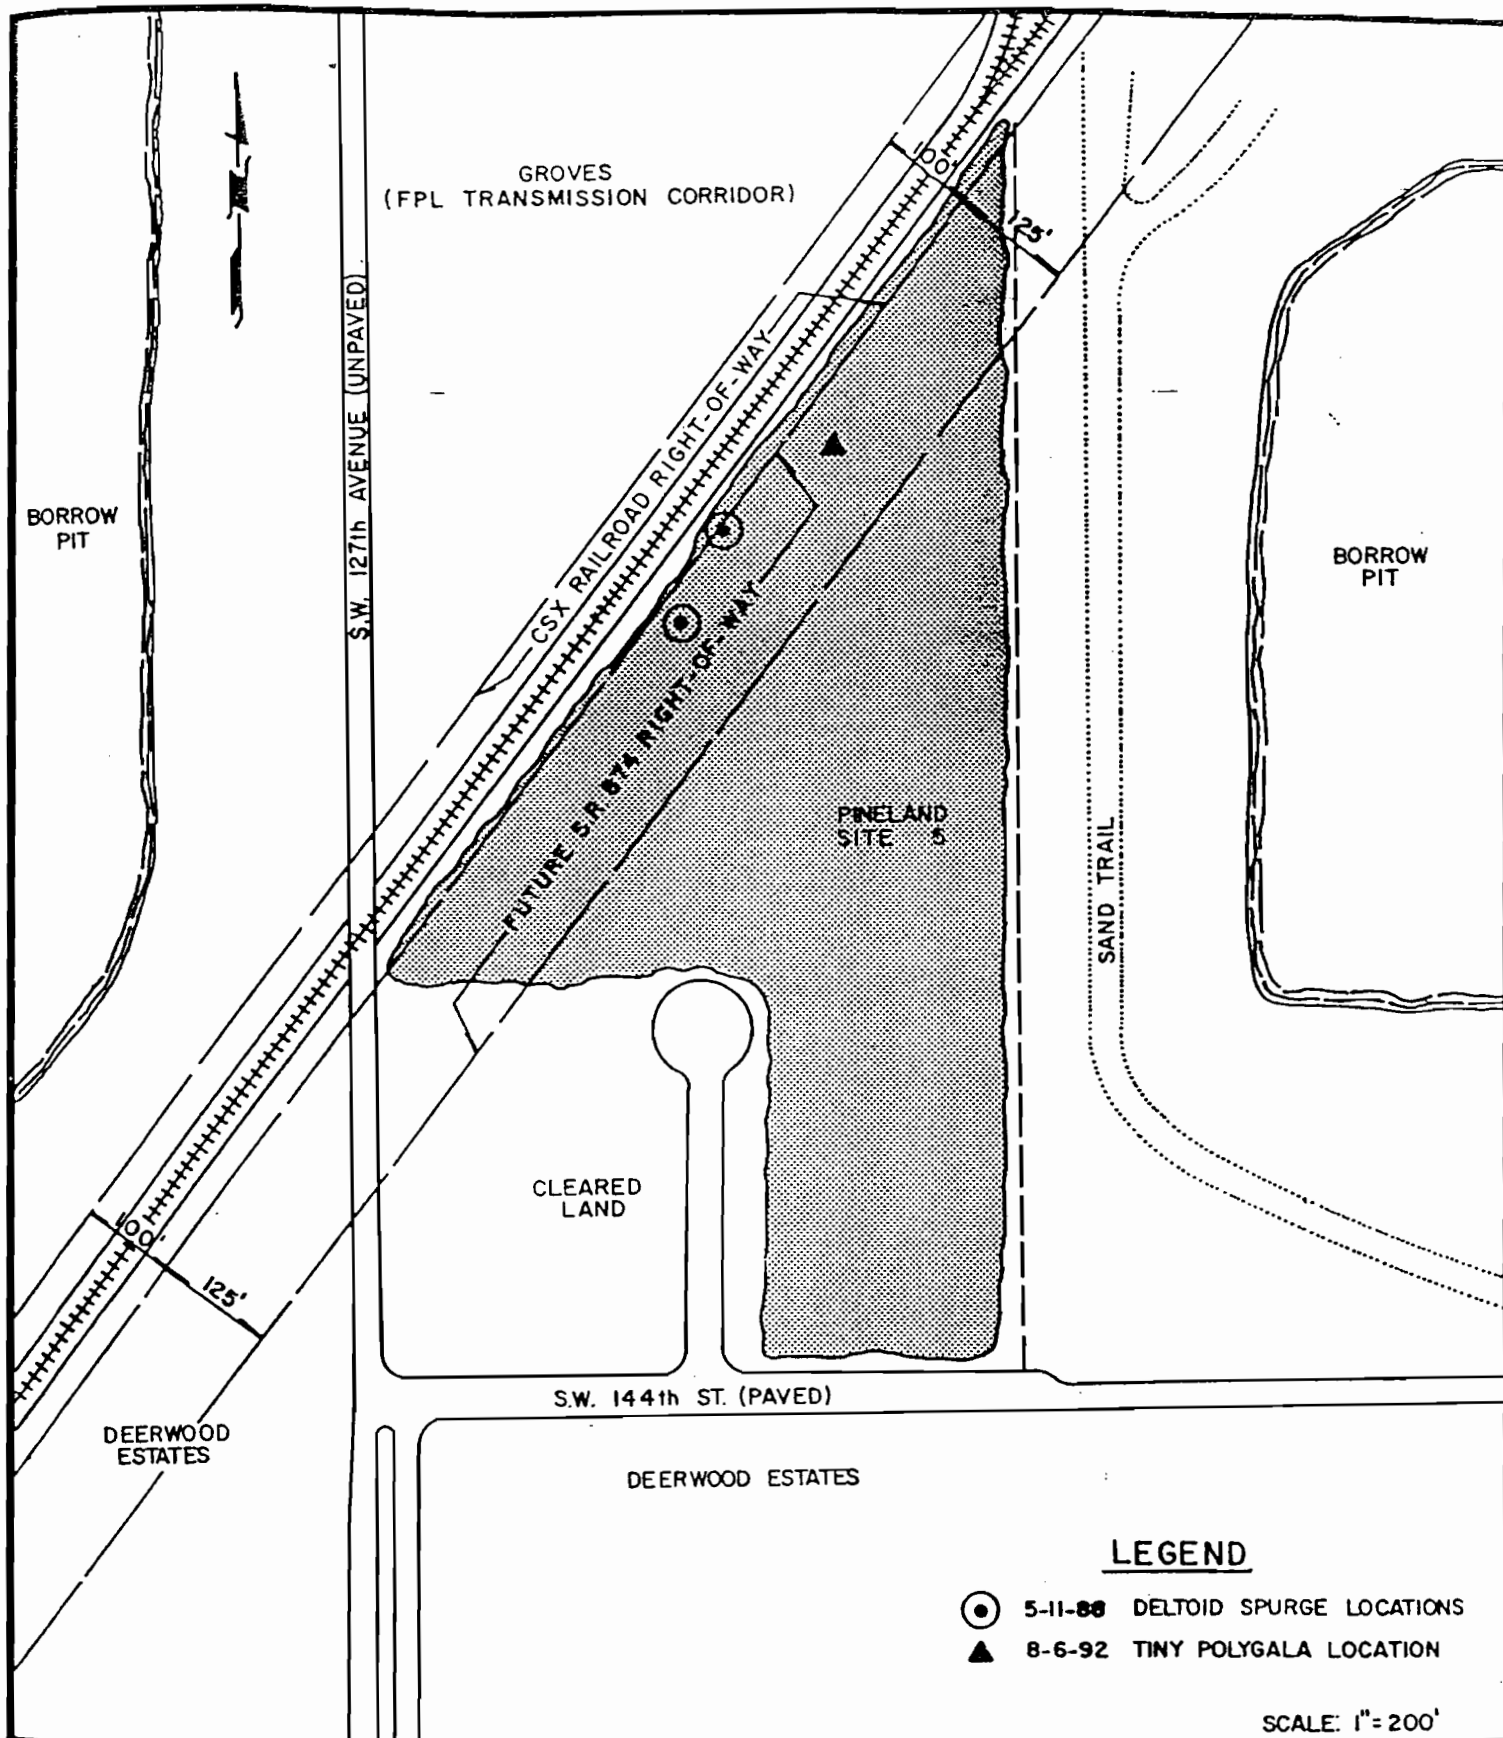 GROVES
(FPL TRANSMISSION CORRIDOR)
100'
125'
S.W. 127th AVENUE (UNPAVED)
CSX RAILROAD RIGHT-OF-WAY
BORROW
PIT
BORROW
PIT
FUTURE S.R. 874 RIGHT-OF-WAY
PINELAND
SITE 5
SAND TRAIL
CLEARED
LAND
100'
125'
S.W. 144th ST. (PAVED)
DEERWOOD
ESTATES
DEERWOOD ESTATES
LEGEND
5-11-88 DELTOID SPURGE LOCATIONS
8-6-92 TINY POLYGALA LOCATION
SCALE: 1"=200'